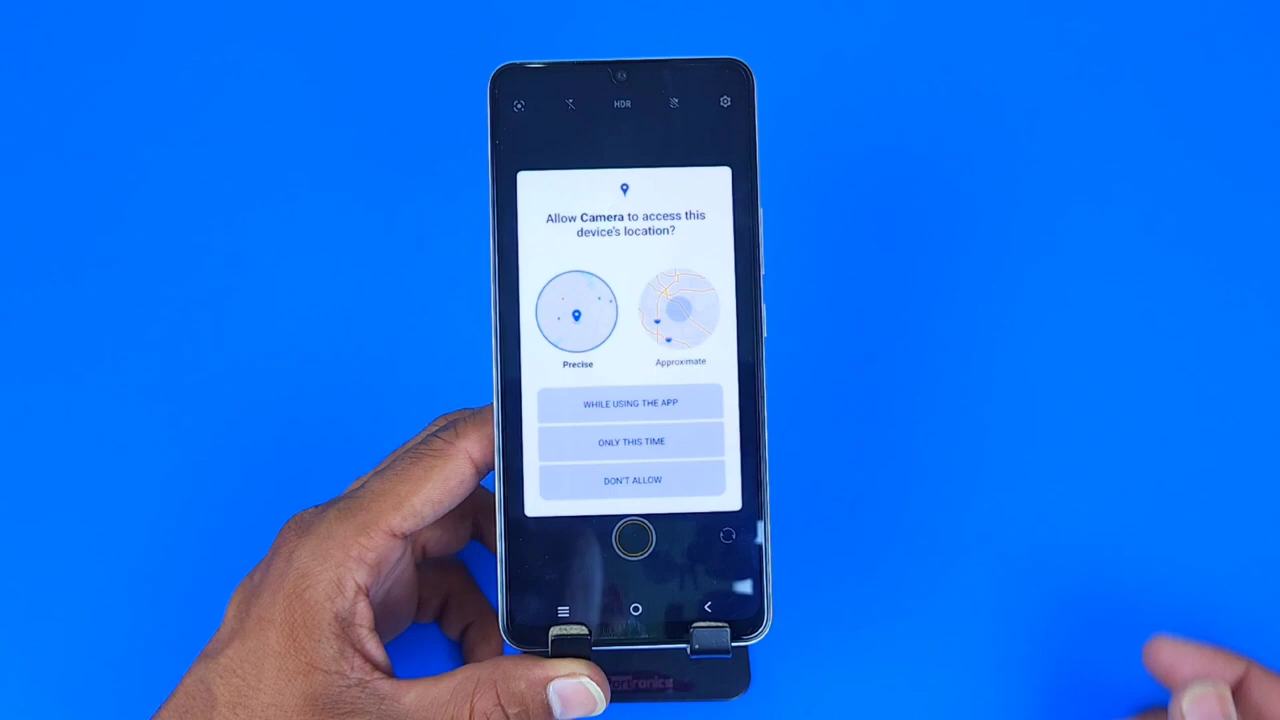 HDR
Allow Camera to access this
device's location?
Precise
Approximate
WHILE USING THE APP
ONLY THIS TIME
DON'T ALLOW